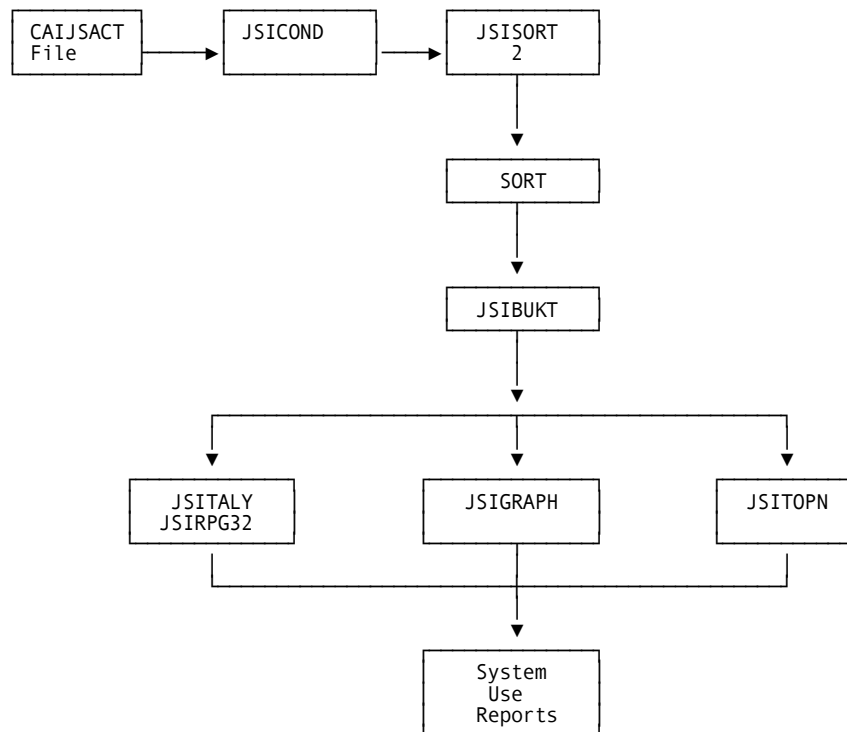 CAIJSACT
File
JSICOND
JSISORT
2
SORT
JSIBUKT
JSITALY
JSIRPG32
JSIGRAPH
JSITOPN
System
Use
Reports